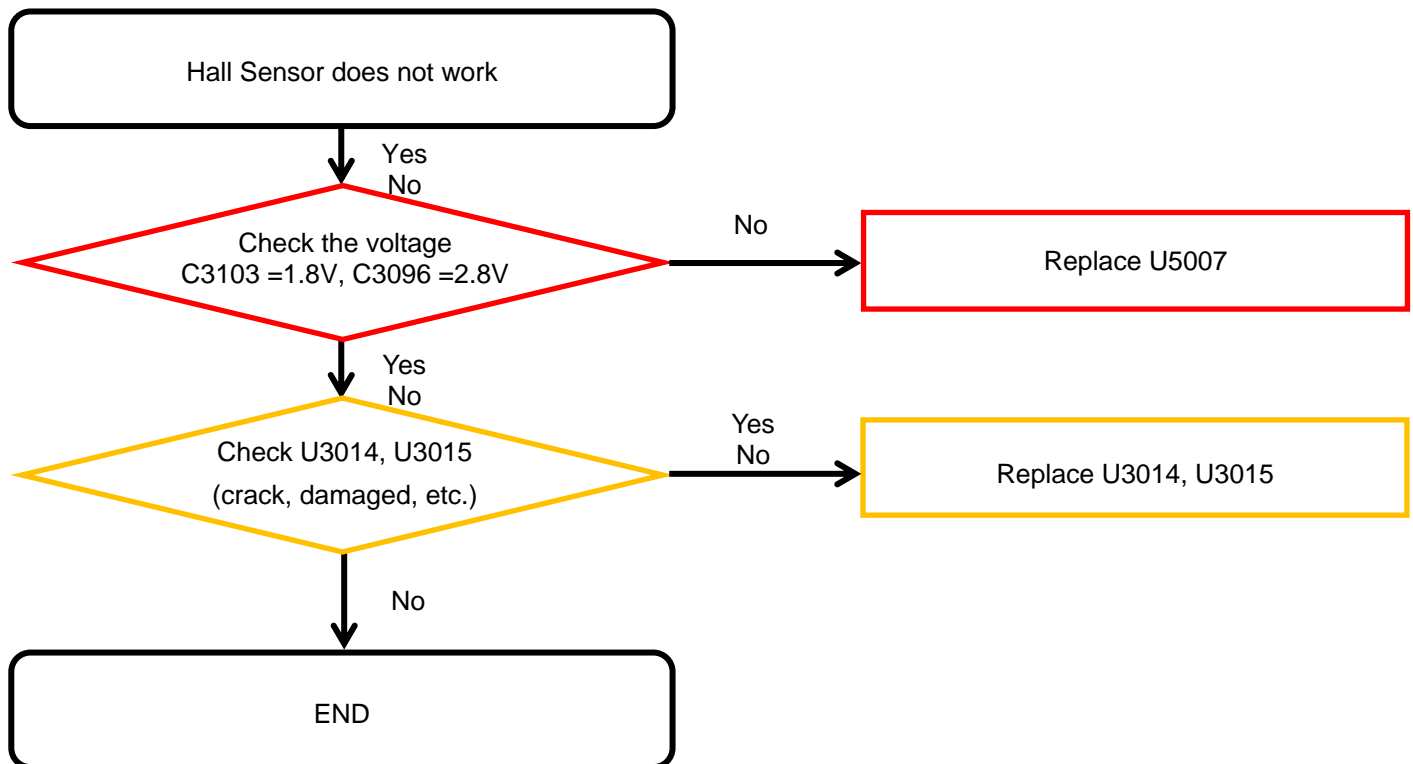 Hall Sensor does not work
Yes
No
Check the voltage
C3103 =1.8V, C3096 =2.8V
No
Replace U5007
Yes
No
Check U3014, U3015
(crack, damaged, etc.)
Yes
No
Replace U3014, U3015
No
END